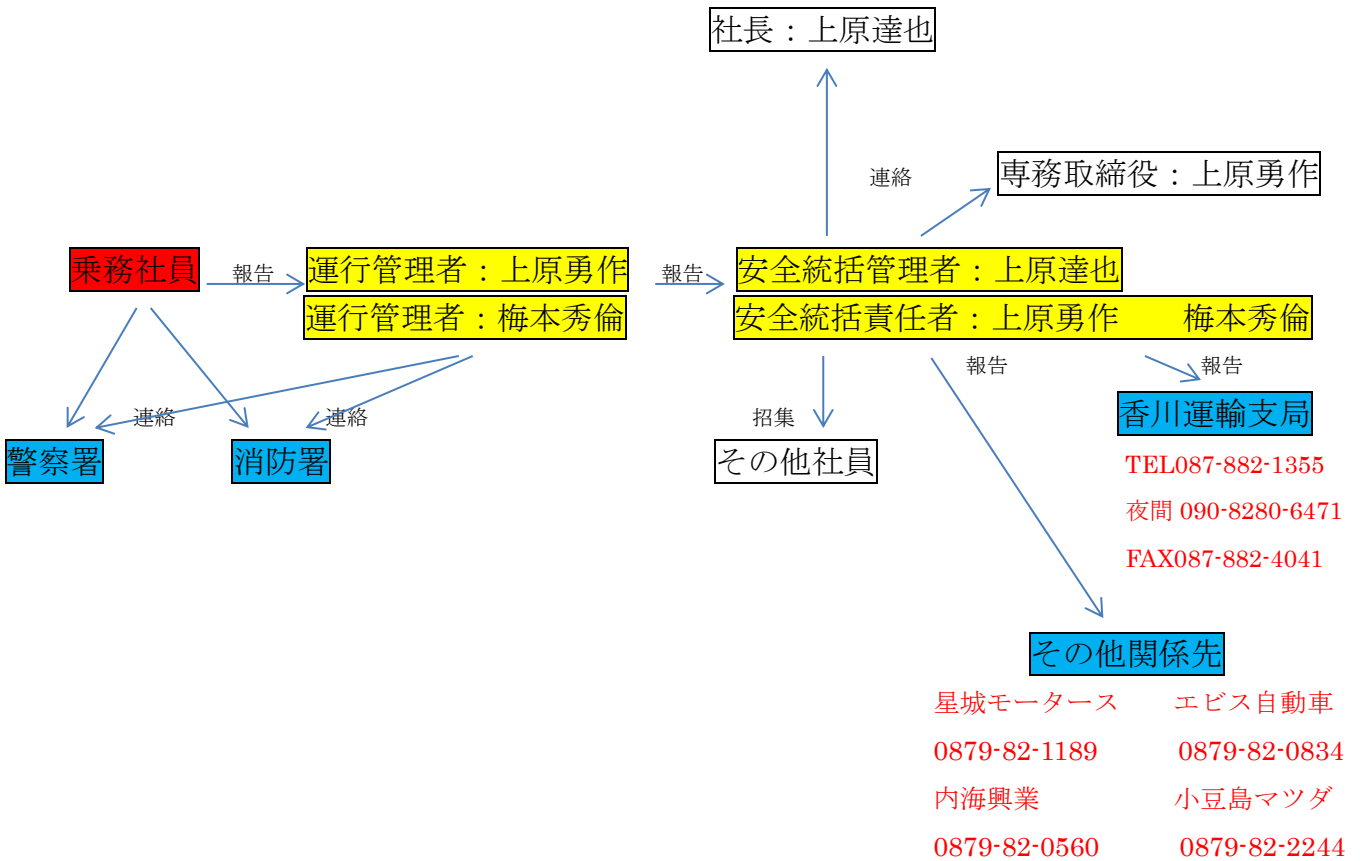 社長：上原達也
連絡
専務取締役：上原勇作
乗務社員
報告
運行管理者：上原勇作
報告
安全統括管理者：上原達也
運行管理者：梅本秀倫
安全統括責任者：上原勇作　　梅本秀倫
報告
報告
連絡
連絡
招集
香川運輸支局
警察署
消防署
その他社員
TEL087-882-1355
夜間 090-8280-6471
FAX087-882-4041
その他関係先
星城モータース　　エビス自動車
0879-82-1189　　0879-82-0834
内海興業　　小豆島マツダ
0879-82-0560　　0879-82-2244